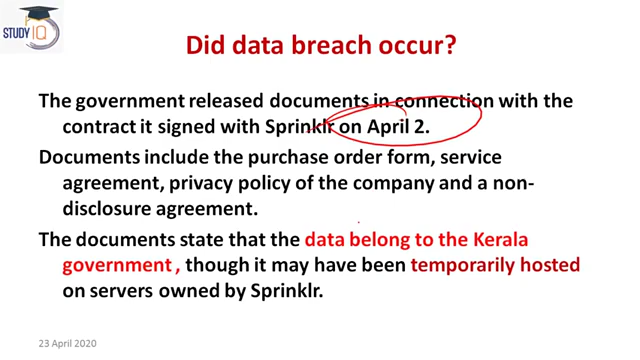 STUDY IQ
Did data breach occur?
The government released documents in connection with the
contract it signed with Sprinklr on April 2.
Documents include the purchase order form, service
agreement, privacy policy of the company and a non-
disclosure agreement.
The documents state that the data belong to the Kerala
government , though it may have been temporarily hosted
on servers owned by Sprinklr.
23 April 2020